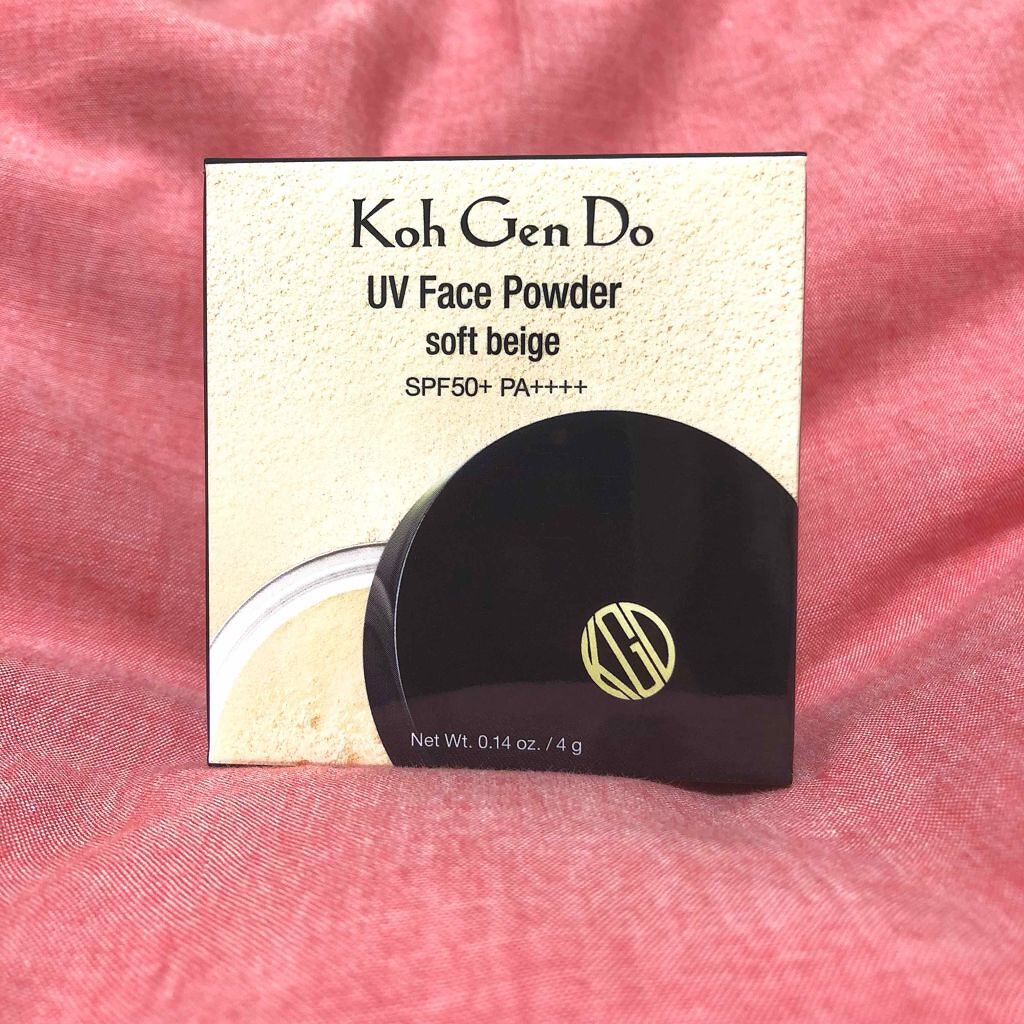 Koh Gen Do
UV Face Powder
soft beige
SPF50+ PA++++
KGD
Net Wt. 0.14 oz. / 4 g